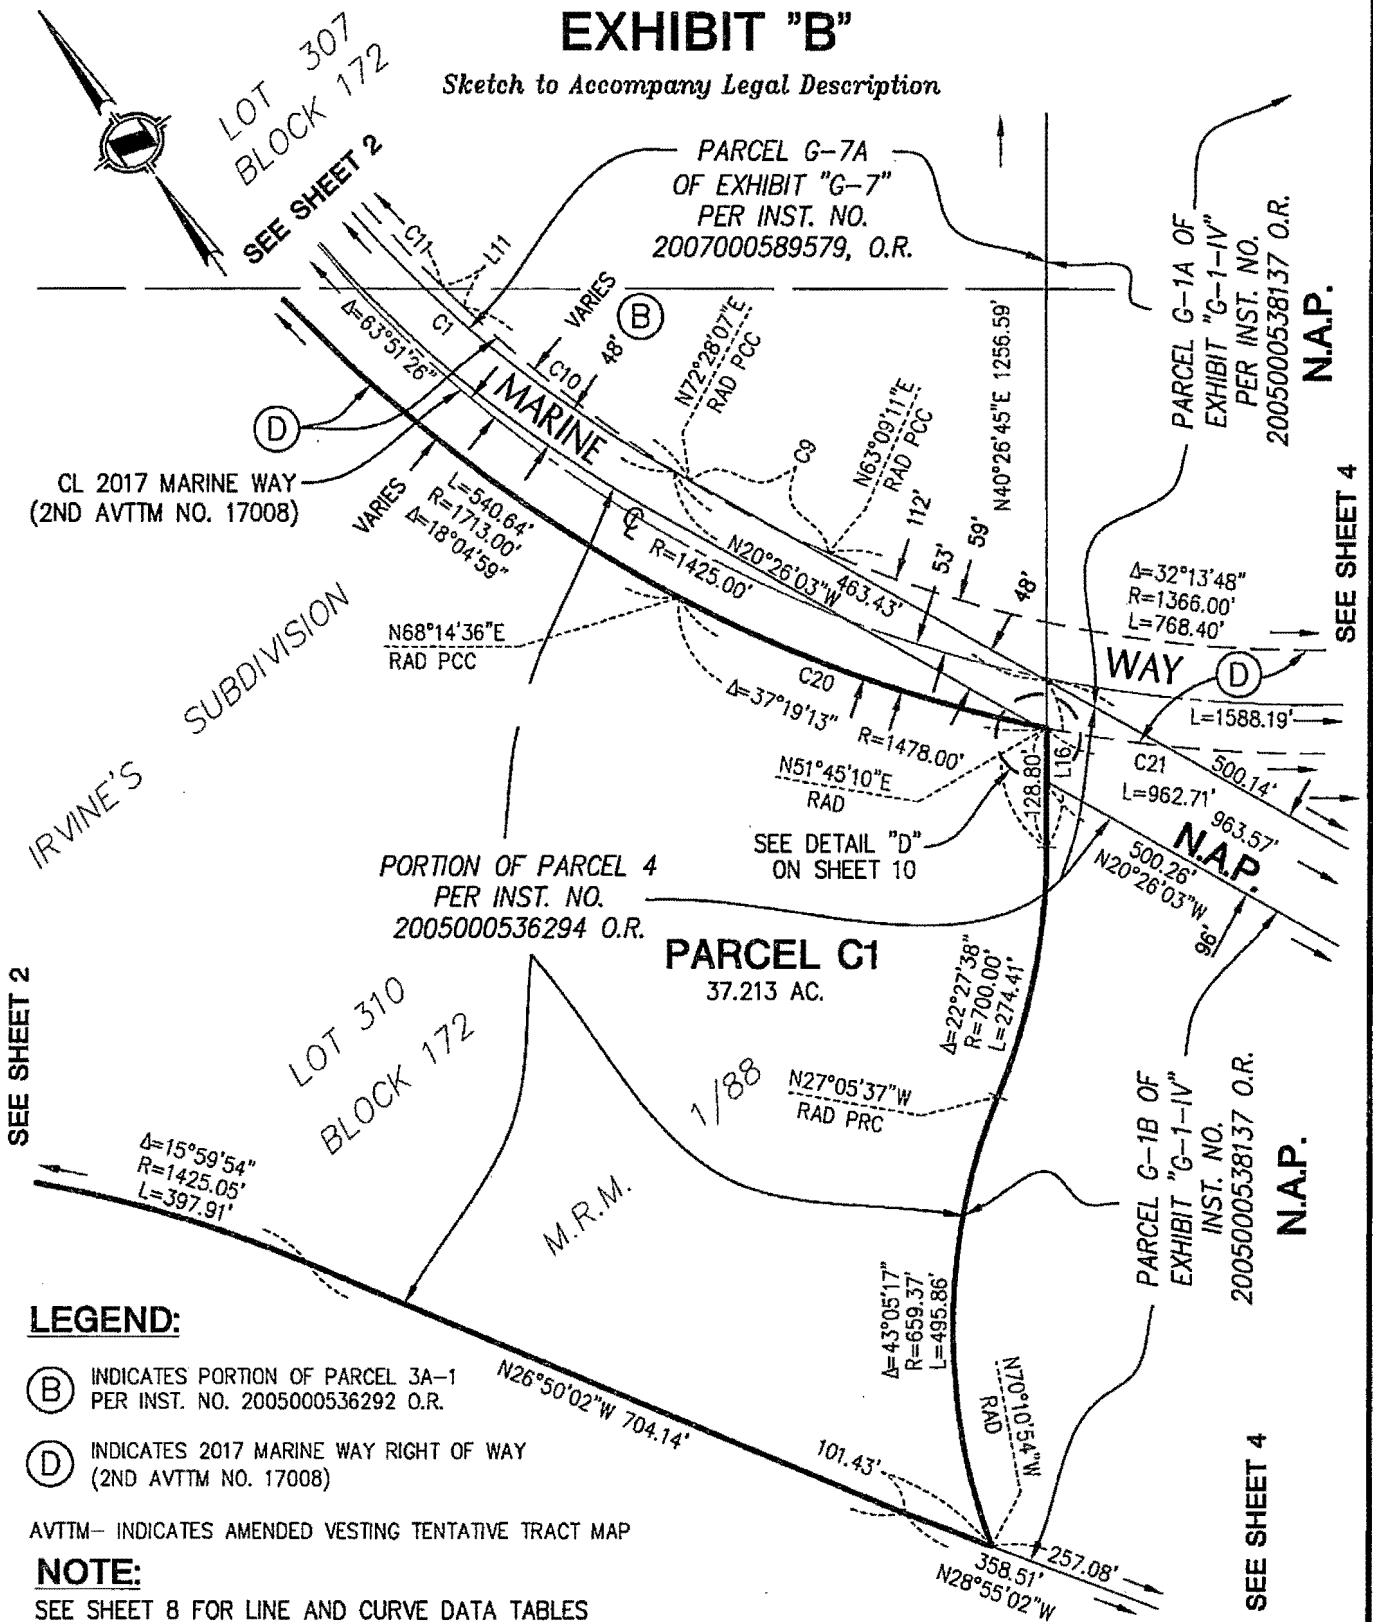 EXHIBIT "B"
Sketch to Accompany Legal Description
LOT 307
BLOCK 172
SEE SHEET 2
PARCEL G-7A
OF EXHIBIT "G-7"
PER INST. NO.
2007000589579, O.R.
PARCEL G-1A OF
EXHIBIT "G-1-IV"
PER INST. NO.
2005000538137 O.R.
N.A.P.
SEE SHEET 4
C11
L11
C1
VARIES
C10
48'
B
Δ=63°51'26"
N72°28'07"E
RAD PCC
C9
N63°09'11"E
RAD PCC
N40°26'45"E 1256.59'
112'
53'
59'
48'
D
CL 2017 MARINE WAY
(2ND AVTTM NO. 17008)
MARINE
VARIES
L=540.64'
R=1713.00'
Δ=18°04'59"
CL
R=1425.00'
N20°26'03"W
463.43'
Δ=32°13'48"
R=1366.00'
L=768.40'
WAY
D
L=1588.19'
N68°14'36"E
RAD PCC
C20
Δ=37°19'13"
R=1478.00'
N51°45'10"E
RAD
SEE DETAIL "D"
ON SHEET 10
128.80'
L16
C21
L=962.71'
500.14'
963.57'
N.A.P.
500.26'
N20°26'03"W
96'
IRVINE'S
SUBDIVISION
PORTION OF PARCEL 4
PER INST. NO.
2005000536294 O.R.
PARCEL C1
37.213 AC.
Δ=22°27'38"
R=700.00'
L=274.41'
SEE SHEET 2
LOT 310
BLOCK 172
1/88
M.R.M.
N27°05'37"W
RAD PRC
PARCEL G-1B OF
EXHIBIT "G-1-IV"
INST. NO.
2005000538137 O.R.
N.A.P.
Δ=15°59'54"
R=1425.05'
L=397.91'
Δ=43°05'17"
R=659.37'
L=495.86'
N26°50'02"W 704.14'
N70°10'54"W
RAD
101.43'
257.08'
358.51'
N28°55'02"W
SEE SHEET 4
LEGEND:
B INDICATES PORTION OF PARCEL 3A-1
PER INST. NO. 2005000536292 O.R.
D INDICATES 2017 MARINE WAY RIGHT OF WAY
(2ND AVTTM NO. 17008)
AVTTM- INDICATES AMENDED VESTING TENTATIVE TRACT MAP
NOTE:
SEE SHEET 8 FOR LINE AND CURVE DATA TABLES